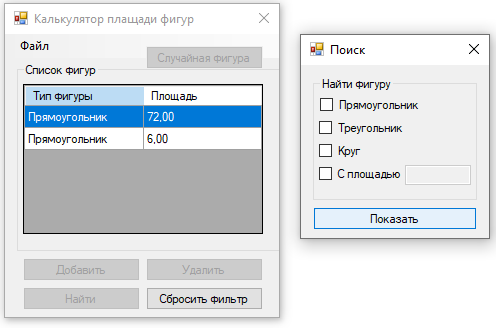 Калькулятор плащади фигур
Файл
Случайная фигура
Список фигур
Тип фигуры Площадь
Прямоугольник 72,00
Прямоугольник 6,00
Добавить Удалить
Найти Сбросить фильтр
Поиск
Найти фигуру
Прямоугольник
Треугольник
Круг
С площадью
Показать